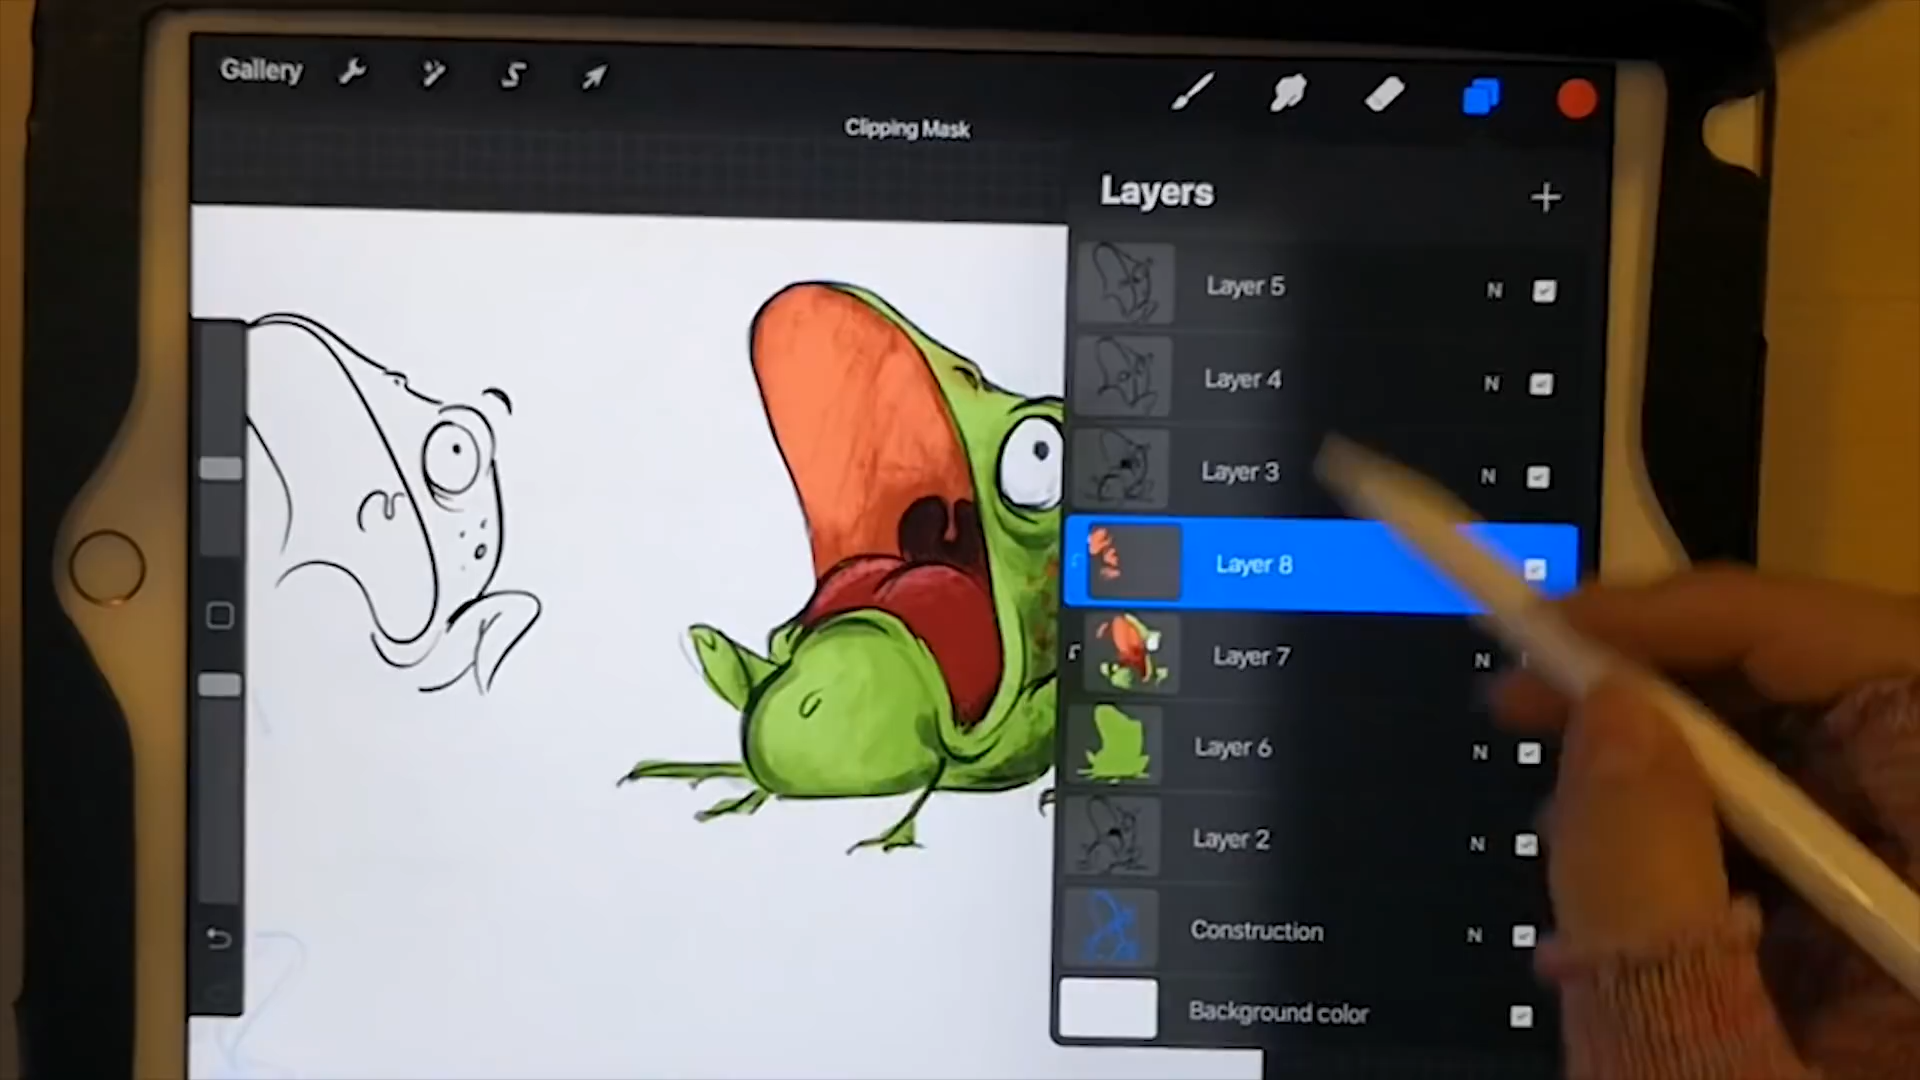 Gallery
Clipping Mask
Layers
Layer 5 N
Layer 4 N
Layer 3 N
Layer 8
Layer 7 N
Layer 6 N
Layer 2 N
Construction N
Background color